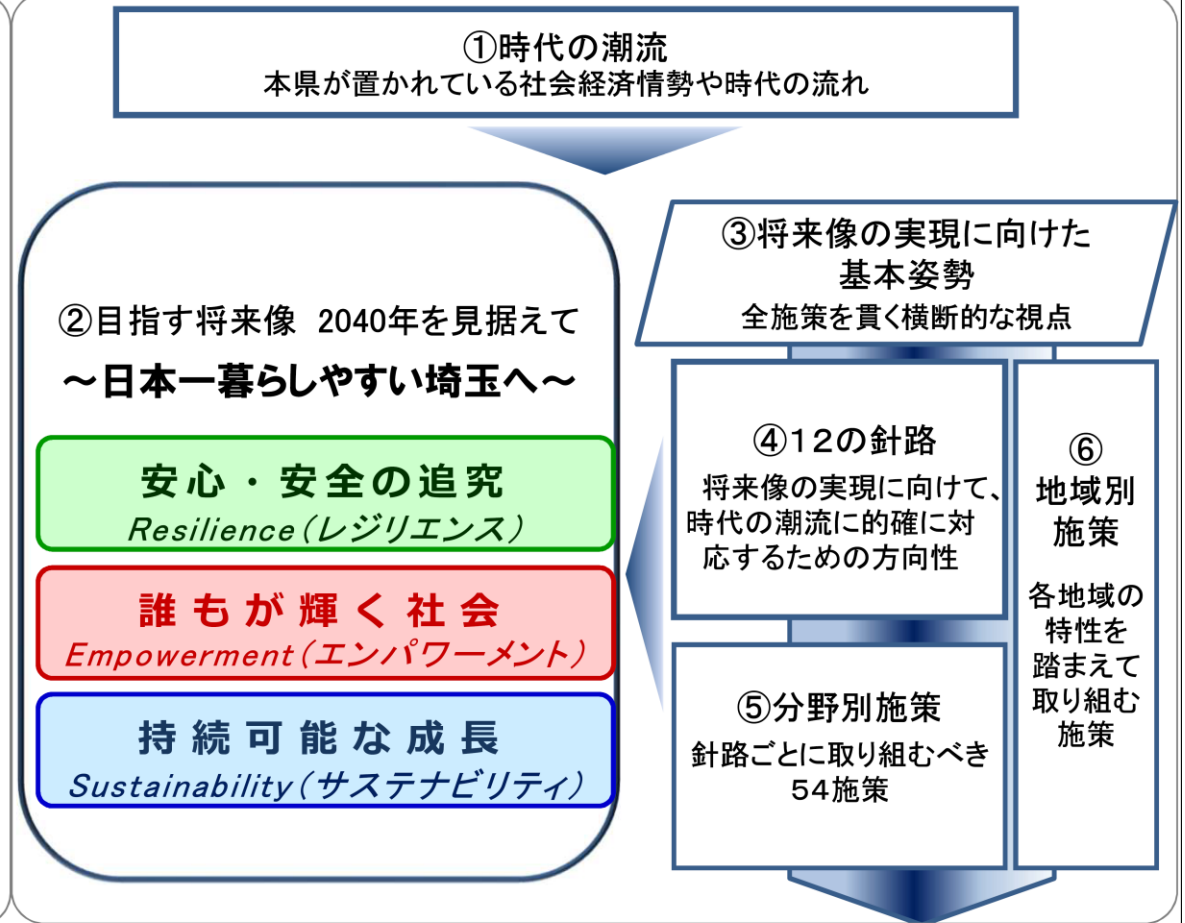 ①時代の潮流
本県が置かれている社会経済情勢や時代の流れ
②目指す将来像 2040年を見据えて
～日本一暮らしやすい埼玉へ～
安心・安全の追究
Resilience(レジリエンス)
誰もが輝く社会
Empowerment(エンパワーメント)
持続可能な成長
Sustainability(サステナビリティ)
③将来像の実現に向けた
基本姿勢
全施策を貫く横断的な視点
④12の針路
将来像の実現に向けて、
時代の潮流に的確に対
応するための方向性
⑤分野別施策
針路ごとに取り組むべき
54施策
⑥
地域別
施策
各地域の
特性を
踏まえて
取り組む
施策